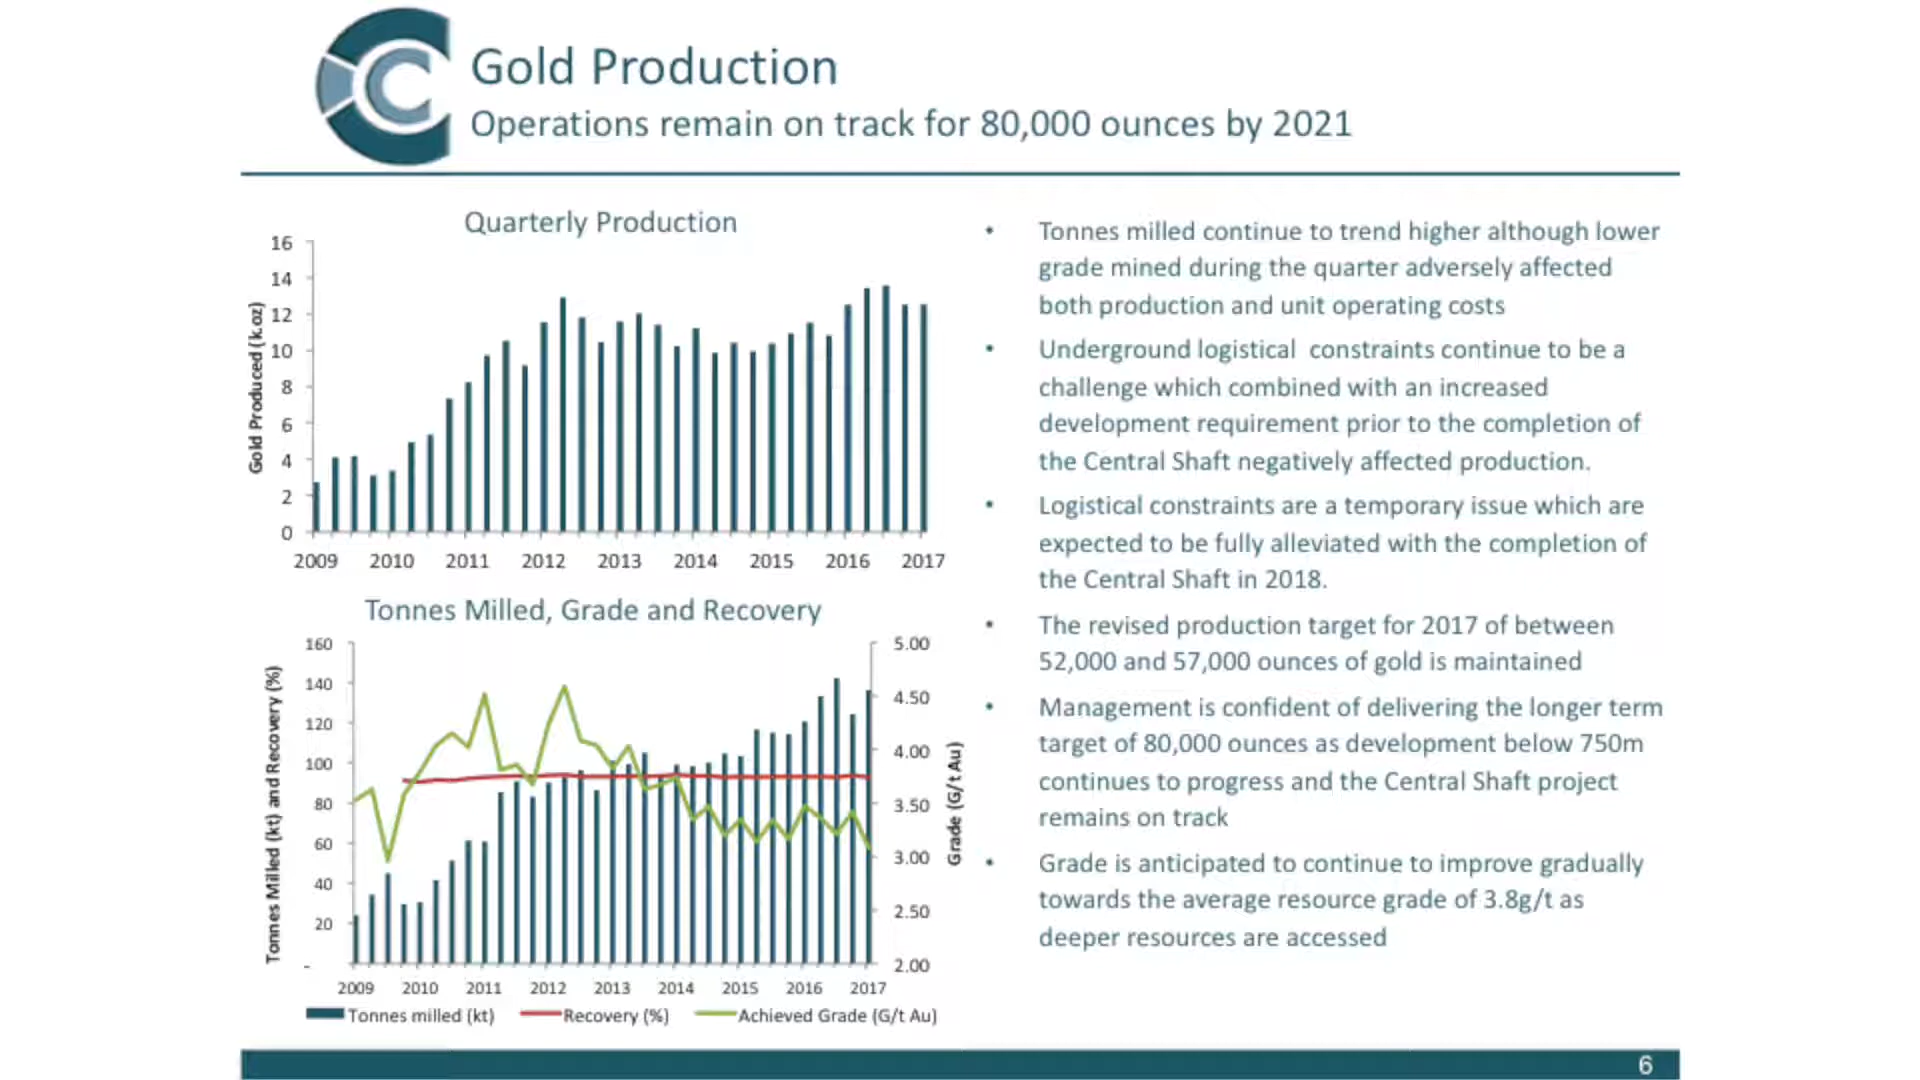 Gold Production
Operations remain on track for 80,000 ounces by 2021
Quarterly Production
Gold Produced (k.oz)
16
14
12
10
8
6
4
2
0
2009 2010 2011 2012 2013 2014 2015 2016 2017
Tonnes Milled, Grade and Recovery
Tonnes Milled (kt) and Recovery (%)
160
140
120
100
80
60
40
20
-
5.00
4.50
4.00
3.50
3.00
2.50
2.00
Grade (G/t Au)
2009 2010 2011 2012 2013 2014 2015 2016 2017
Tonnes milled (kt) Recovery (%) Achieved Grade (G/t Au)
• Tonnes milled continue to trend higher although lower
grade mined during the quarter adversely affected
both production and unit operating costs
• Underground logistical constraints continue to be a
challenge which combined with an increased
development requirement prior to the completion of
the Central Shaft negatively affected production.
• Logistical constraints are a temporary issue which are
expected to be fully alleviated with the completion of
the Central Shaft in 2018.
• The revised production target for 2017 of between
52,000 and 57,000 ounces of gold is maintained
• Management is confident of delivering the longer term
target of 80,000 ounces as development below 750m
continues to progress and the Central Shaft project
remains on track
• Grade is anticipated to continue to improve gradually
towards the average resource grade of 3.8g/t as
deeper resources are accessed
6